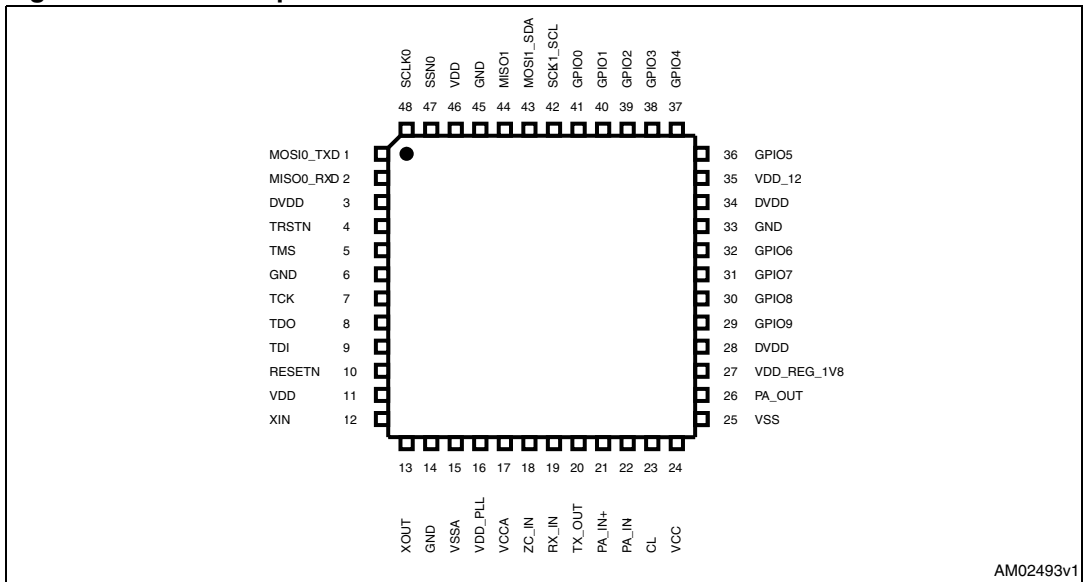 48 SCLK0
47 SSN0
46 VDD
45 GND
44 MISO1
43 MOSI1_SDA
42 SCK1_SCL
41 GPIO0
40 GPIO1
39 GPIO2
38 GPIO3
37 GPIO4
MOSI0_TXD 1
MISO0_RXD 2
DVDD 3
TRSTN 4
TMS 5
GND 6
TCK 7
TDO 8
TDI 9
RESETN 10
VDD 11
XIN 12
36 GPIO5
35 VDD_12
34 DVDD
33 GND
32 GPIO6
31 GPIO7
30 GPIO8
29 GPIO9
28 DVDD
27 VDD_REG_1V8
26 PA_OUT
25 VSS
13 XOUT
14 GND
15 VSSA
16 VDD_PLL
17 VCCA
18 ZC_IN
19 RX_IN
20 TX_OUT
21 PA_IN+
22 PA_IN
23 CL
24 VCC
AM02493v1